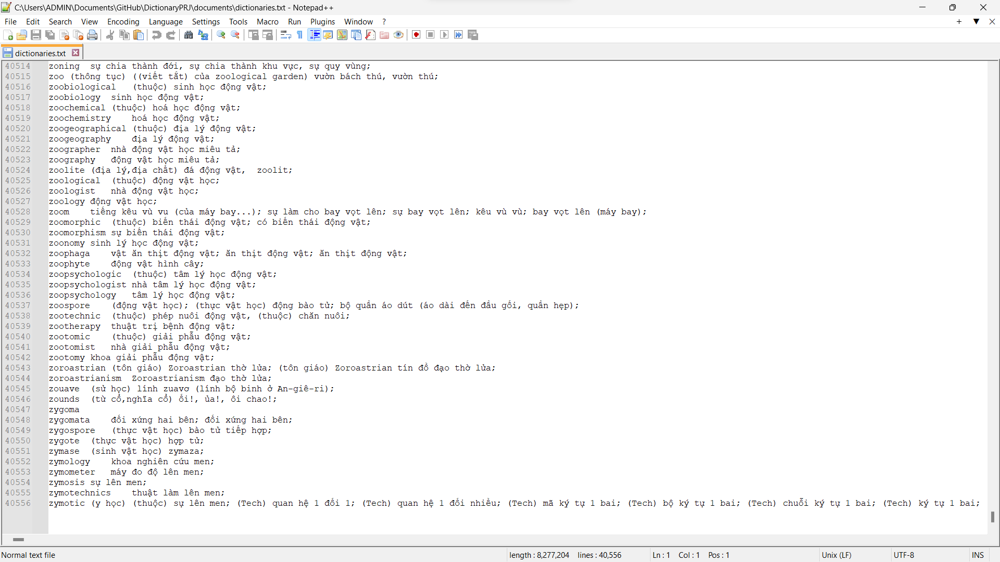 C:\Users\ADMIN\Documents\GitHub\DictionaryPRJ\documents\dictionaries.txt - Notepad++
File Edit Search View Encoding Language Settings Tools Macro Run Plugins Window ?
dictionaries.txt
40514 zoning sự chia thành đới, sự chia thành khu vực, sự quy vùng;
40515 zoo (thông tục) ((viết tắt) của zoological garden) vườn bách thú, vườn thú;
40516 zoobiological (thuộc) sinh học động vật;
40517 zoobiology sinh học động vật;
40518 zoochemical (thuộc) hoá học động vật;
40519 zoochemistry hoá học động vật;
40520 zoogeographical (thuộc) địa lý động vật;
40521 zoogeography địa lý động vật;
40522 zoographer nhà động vật học miêu tả;
40523 zoography động vật học miêu tả;
40524 zoolite (địa lý,địa chất) đá động vật, zoolit;
40525 zoological (thuộc) động vật học;
40526 zoologist nhà động vật học;
40527 zoology động vật học;
40528 zoom tiếng kêu vù vu (của máy bay...); sự làm cho bay vọt lên; sự bay vọt lên; kêu vù vù; bay vọt lên (máy bay);
40529 zoomorphic (thuộc) biến thái động vật; có biến thái động vật;
40530 zoomorphism sự biến thái động vật;
40531 zoonomy sinh lý học động vật;
40532 zoophaga vật ăn thịt động vật; ăn thịt động vật; ăn thịt động vật;
40533 zoophyte động vật hình cây;
40534 zoopsychologic (thuộc) tâm lý học động vật;
40535 zoopsychologist nhà tâm lý học động vật;
40536 zoopsychology tâm lý học động vật;
40537 zoospore (động vật học); (thực vật học) động bào tử; bộ quần áo dút (áo dài đến đầu gối, quần hẹp);
40538 zootechnic (thuộc) phép nuôi động vật, (thuộc) chăn nuôi;
40539 zootherapy thuật trị bệnh động vật;
40540 zootomic (thuộc) giải phẫu động vật;
40541 zootomist nhà giải phẫu động vật;
40542 zootomy khoa giải phẫu động vật;
40543 zoroastrian (tôn giáo) Zoroastrian thờ lửa; (tôn giáo) Zoroastrian tín đồ đạo thờ lửa;
40544 zoroastrianism Zoroastrianism đạo thờ lửa;
40545 zouave (sử học) lính zuavơ (lính bộ binh ở An-giê-ri);
40546 zounds (từ cổ,nghĩa cổ) ối!, ủa!, ôi chao!;
40547 zygoma
40548 zygomata đối xứng hai bên; đối xứng hai bên;
40549 zygospore (thực vật học) bào tử tiếp hợp;
40550 zygote (thực vật học) hợp tử;
40551 zymase (sinh vật học) zymaza;
40552 zymology khoa nghiên cứu men;
40553 zymometer máy đo độ lên men;
40554 zymosis sự lên men;
40555 zymotechnics thuật làm lên men;
40556 zymotic (y học) (thuộc) sự lên men; (Tech) quan hệ 1 đối 1; (Tech) quan hệ 1 đối nhiều; (Tech) mã ký tự 1 bai; (Tech) bộ ký tự 1 bai; (Tech) chuỗi ký tự 1 bai; (Tech) ký tự 1 bai;
Normal text file length : 8,277,204 lines : 40,556 Ln : 1 Col : 1 Pos : 1 Unix (LF) UTF-8 INS